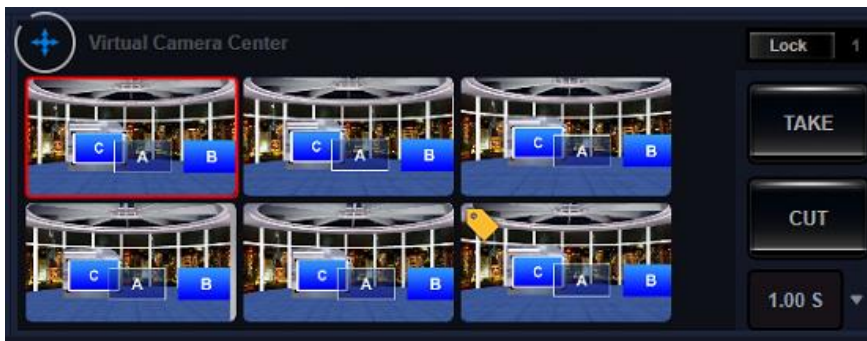 Virtual Camera Center
Lock 1
C A B
C A B
C A B
TAKE
C A B
C A B
C A B
CUT
1.00 S